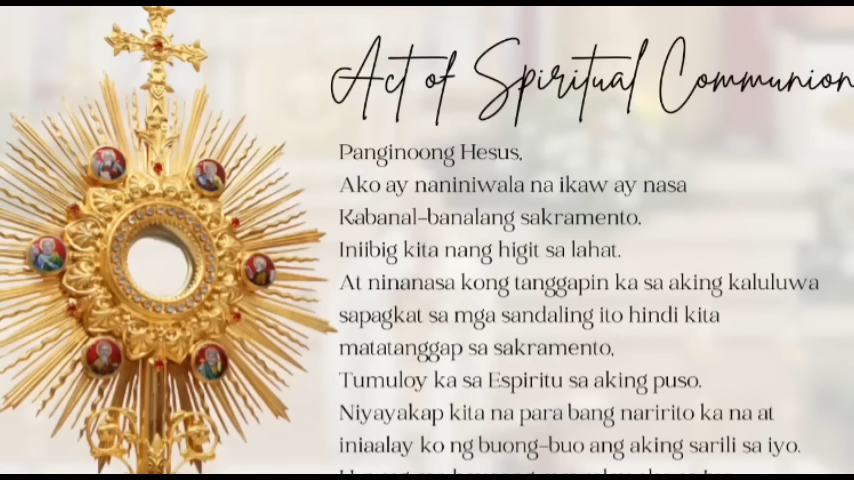 Act of Spiritual Communion
Panginoong Hesus,
Ako ay naniniwala na ikaw ay nasa
Kabanal-banalang sakramento.
Iniibig kita nang higit sa lahat.
At ninanasa kong tanggapin ka sa aking kaluluwa
sapagkat sa mga sandaling ito hindi kita
matatanggap sa sakramento,
Tumuloy ka sa Espiritu sa aking puso.
Niyayakap kita na para bang naririto ka na at
iniaalay ko ng buong-buo ang aking sarili sa iyo.